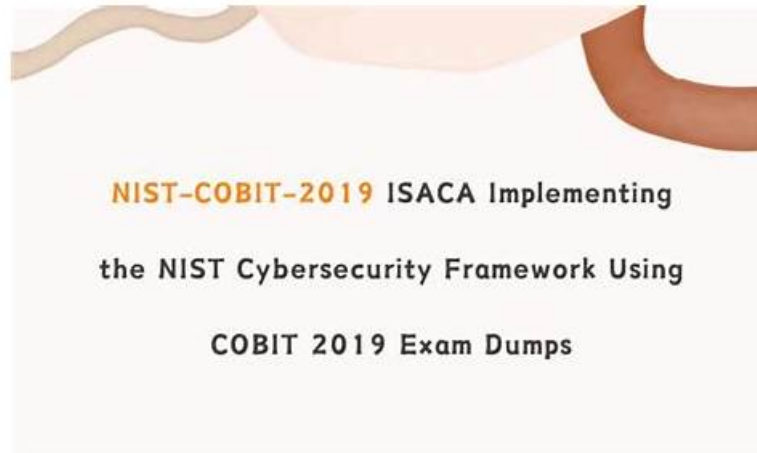 NIST-COBIT-2019 ISACA Implementing
the NIST Cybersecurity Framework Using
COBIT 2019 Exam Dumps